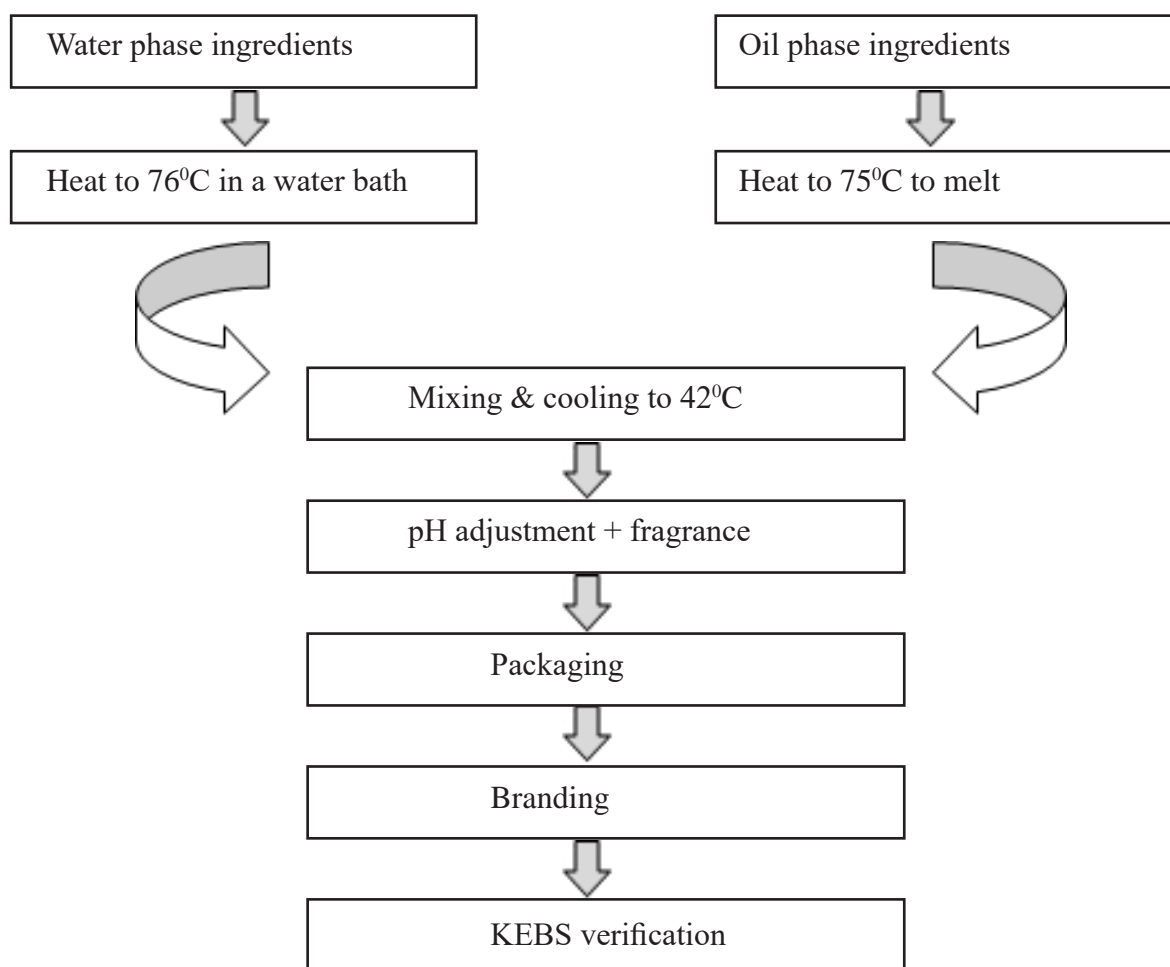 Water phase ingredients
Oil phase ingredients
Heat to 76⁰C in a water bath
Heat to 75⁰C to melt
Mixing & cooling to 42⁰C
pH adjustment + fragrance
Packaging
Branding
KEBS verification